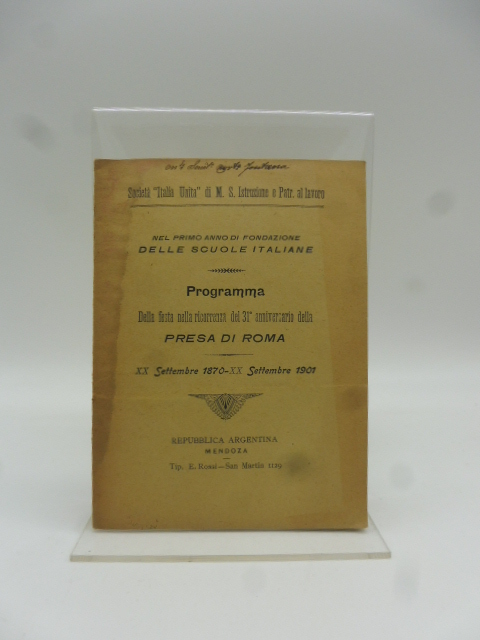 Società "Italia Unita" di M. S. Istruzione e Patr. al lavoro
NEL PRIMO ANNO DI FONDAZIONE
DELLE SCUOLE ITALIANE
Programma
Della festa nella ricorrenza del 31° anniversario della
PRESA DI ROMA
XX Settembre 1870-XX Settembre 1901
REPUBBLICA ARGENTINA
MENDOZA
Tip. E. Rossi—San Martin 1129